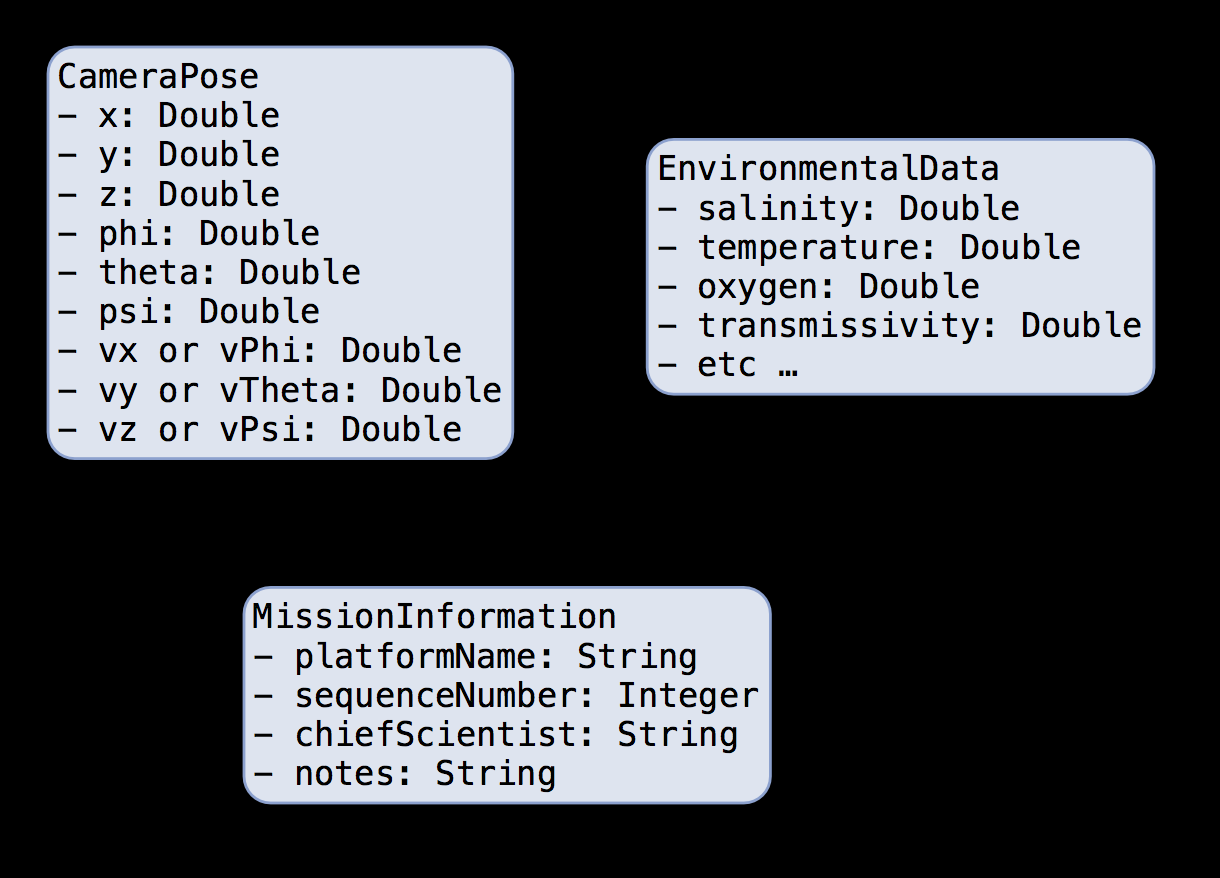 CameraPose
- x: Double
- y: Double
- z: Double
- phi: Double
- theta: Double
- psi: Double
- vx or vPhi: Double
- vy or vTheta: Double
- vz or vPsi: Double
EnvironmentalData
- salinity: Double
- temperature: Double
- oxygen: Double
- transmissivity: Double
- etc …
MissionInformation
- platformName: String
- sequenceNumber: Integer
- chiefScientist: String
- notes: String